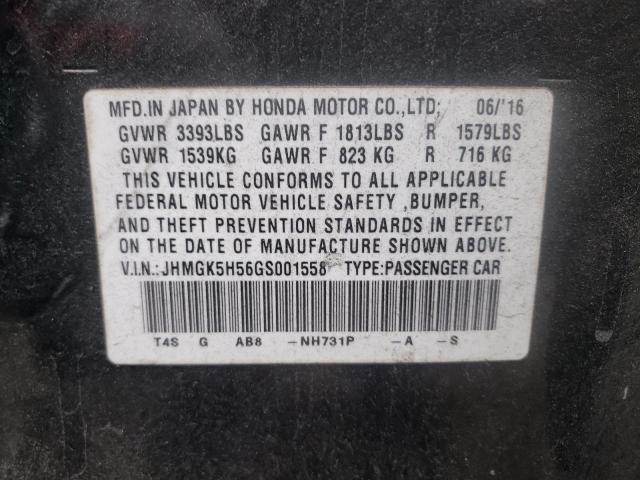 MFD.IN JAPAN BY HONDA MOTOR CO.,LTD; 06/'16
GVWR 3393LBS GAWR F 1813LBS R 1579LBS
GVWR 1539KG GAWR F 823 KG R 716 KG
THIS VEHICLE CONFORMS TO ALL APPLICABLE
FEDERAL MOTOR VEHICLE SAFETY ,BUMPER,
AND THEFT PREVENTION STANDARDS IN EFFECT
ON THE DATE OF MANUFACTURE SHOWN ABOVE.
V.I.N.:JHMGK5H56GS001558 TYPE:PASSENGER CAR
T4S G AB8 -NH731P -A -S